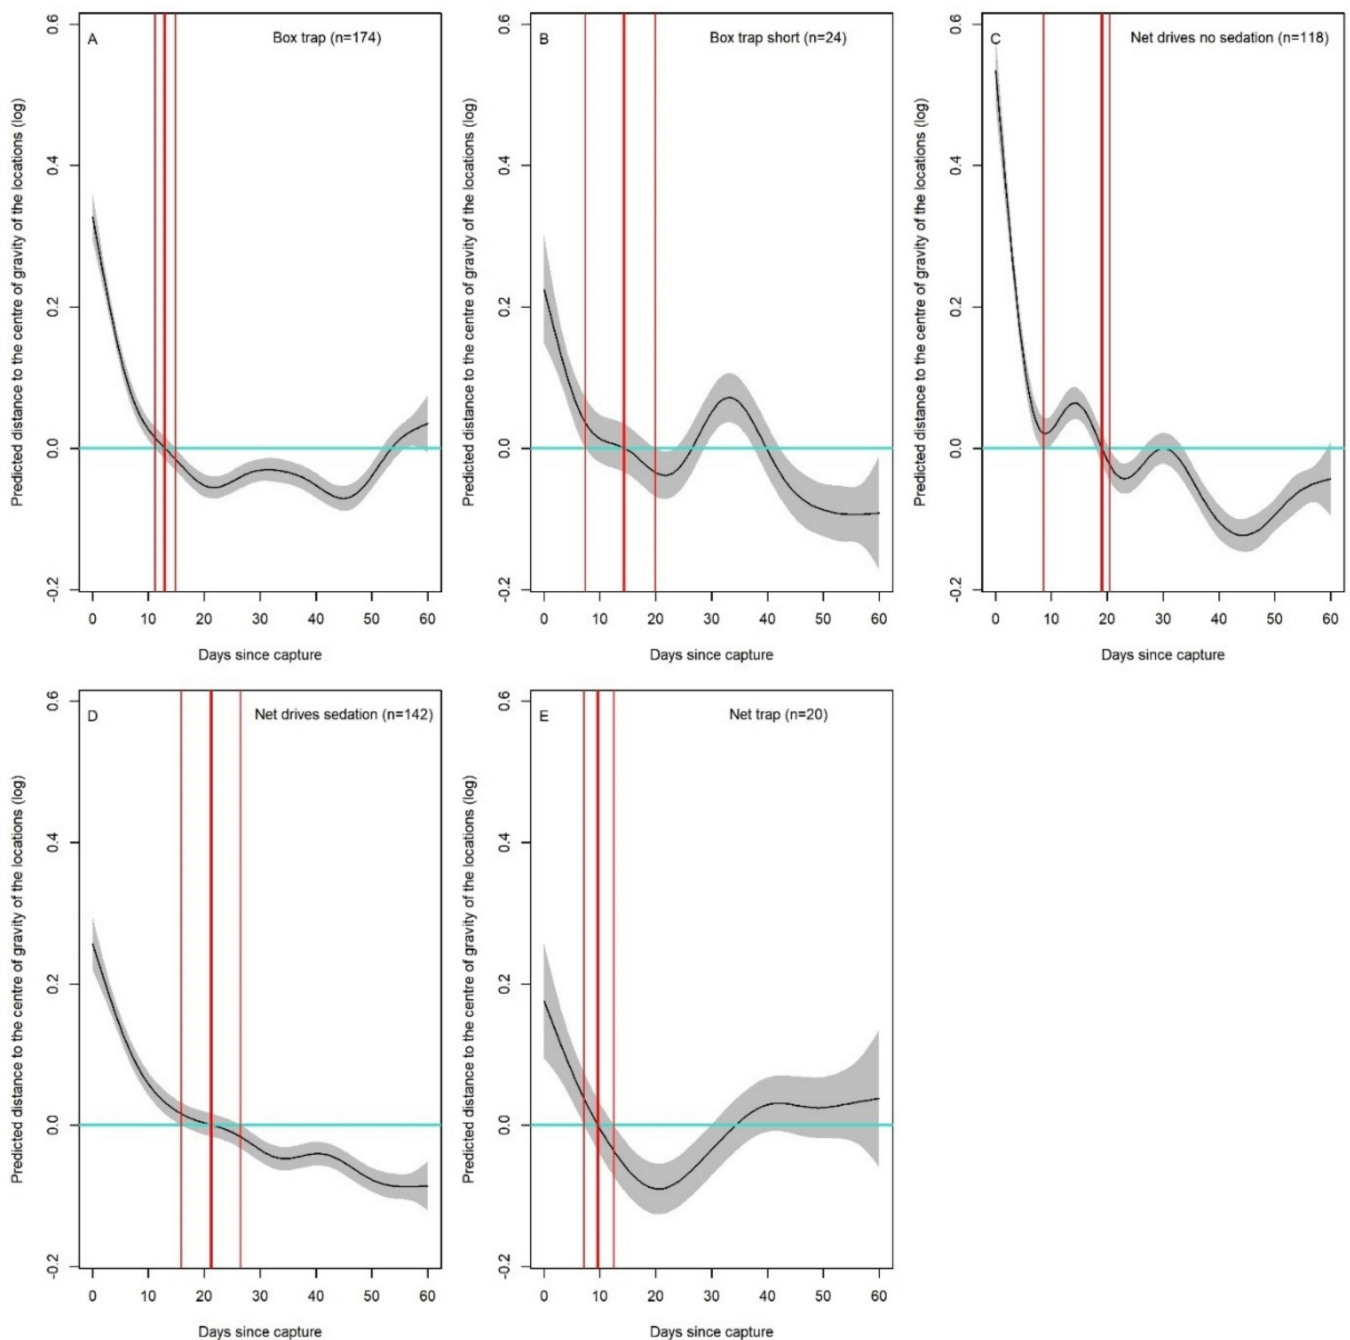 A
Box trap (n=174)
Predicted distance to the centre of gravity of the locations (log)
0.6
0.4
0.2
0.0
-0.2
0 10 20 30 40 50 60
Days since capture
B
Box trap short (n=24)
Predicted distance to the centre of gravity of the locations (log)
0.6
0.4
0.2
0.0
-0.2
0 10 20 30 40 50 60
Days since capture
C
Net drives no sedation (n=118)
Predicted distance to the centre of gravity of the locations (log)
0.6
0.4
0.2
0.0
-0.2
0 10 20 30 40 50 60
Days since capture
D
Net drives sedation (n=142)
Predicted distance to the centre of gravity of the locations (log)
0.6
0.4
0.2
0.0
-0.2
0 10 20 30 40 50 60
Days since capture
E
Net trap (n=20)
Predicted distance to the centre of gravity of the locations (log)
0.6
0.4
0.2
0.0
-0.2
0 10 20 30 40 50 60
Days since capture